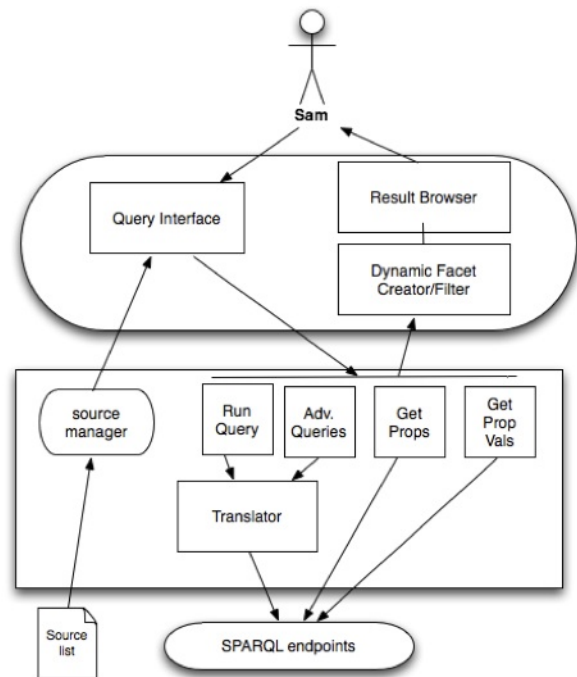 Sam
Query Interface
Result Browser
Dynamic Facet
Creator/Filter
source
manager
Run
Query
Adv.
Queries
Get
Props
Get
Prop
Vals
Translator
Source
list
SPARQL endpoints